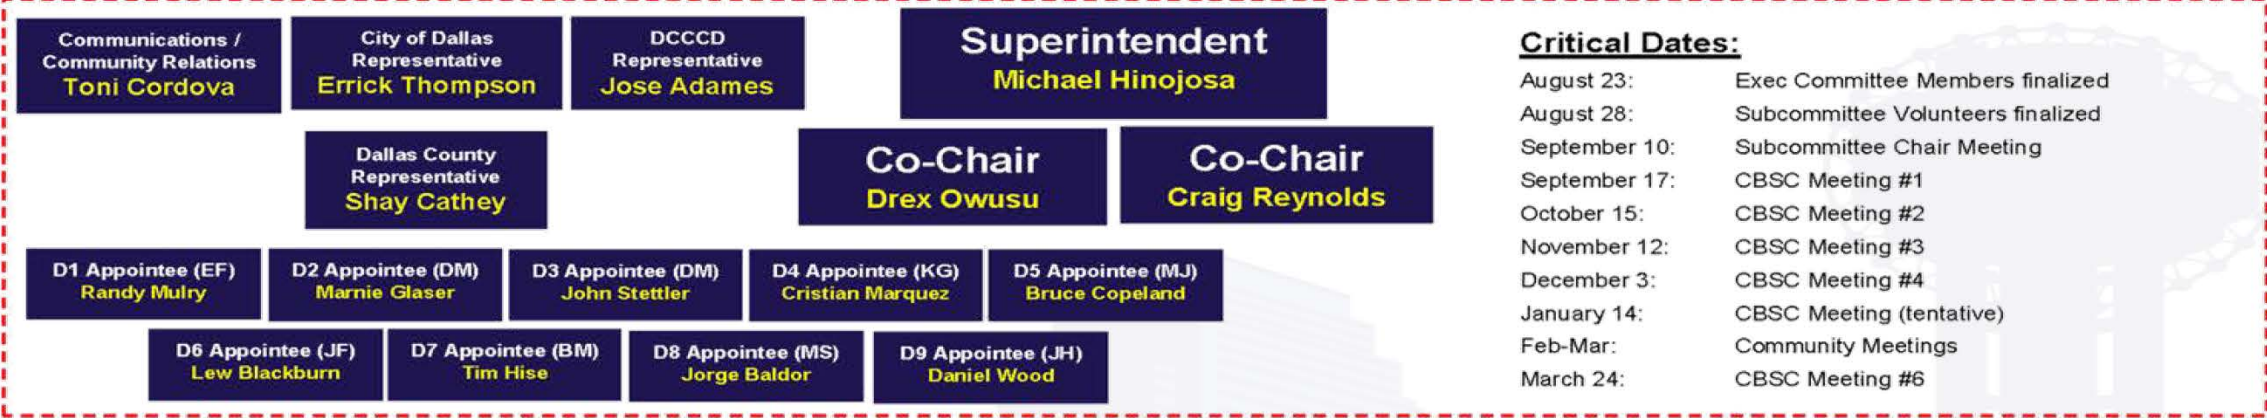 Communications /
Community Relations
Toni Cordova
City of Dallas
Representative
Errick Thompson
DCCCD
Representative
Jose Adames
Superintendent
Michael Hinojosa
Dallas County
Representative
Shay Cathey
Co-Chair
Drex Owusu
Co-Chair
Craig Reynolds
D1 Appointee (EF)
Randy Mulry
D2 Appointee (DM)
Marnie Glaser
D3 Appointee (DM)
John Stettler
D4 Appointee (KG)
Cristian Marquez
D5 Appointee (MJ)
Bruce Copeland
D6 Appointee (JF)
Lew Blackburn
D7 Appointee (BM)
Tim Hise
D8 Appointee (MS)
Jorge Baldor
D9 Appointee (JH)
Daniel Wood
Critical Dates:
August 23: Exec Committee Members finalized
August 28: Subcommittee Volunteers finalized
September 10: Subcommittee Chair Meeting
September 17: CBSC Meeting #1
October 15: CBSC Meeting #2
November 12: CBSC Meeting #3
December 3: CBSC Meeting #4
January 14: CBSC Meeting (tentative)
Feb-Mar: Community Meetings
March 24: CBSC Meeting #6